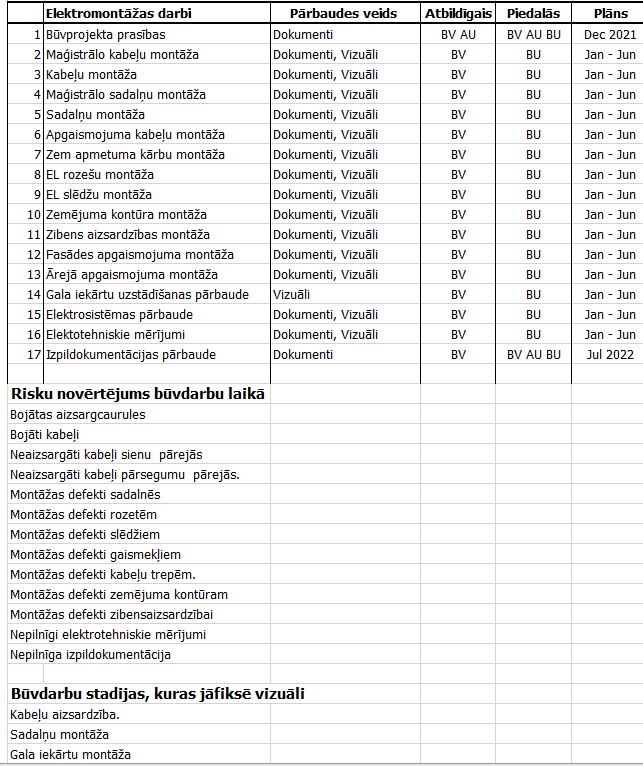 Elektromontāžas darbi Pārbaudes veids Atbildīgais Piedalās Plāns
1 Būvprojekta prasības Dokumenti BV AU BV AU BU Dec 2021
2 Maģistrālo kabeļu montāža Dokumenti, Vizuāli BV BU Jan - Jun
3 Kabeļu montāža Dokumenti, Vizuāli BV BU Jan - Jun
4 Maģistrālo sadalņu montāža Dokumenti, Vizuāli BV BU Jan - Jun
5 Sadalņu montāža Dokumenti, Vizuāli BV BU Jan - Jun
6 Apgaismojuma kabeļu montāža Dokumenti, Vizuāli BV BU Jan - Jun
7 Zem apmetuma kārbu montāža Dokumenti, Vizuāli BV BU Jan - Jun
8 EL rozešu montāža Dokumenti, Vizuāli BV BU Jan - Jun
9 EL slēdžu montāža Dokumenti, Vizuāli BV BU Jan - Jun
10 Zemējuma kontūra montāža Dokumenti, Vizuāli BV BU Jan - Jun
11 Zibens aizsardzības montāža Dokumenti, Vizuāli BV BU Jan - Jun
12 Fasādes apgaismojuma montāža Dokumenti, Vizuāli BV BU Jan - Jun
13 Ārejā apgaismojuma montāža Dokumenti, Vizuāli BV BU Jan - Jun
14 Gala iekārtu uzstādīšanas pārbaude Vizuāli BV BU Jan - Jun
15 Elektrosistēmas pārbaude Dokumenti, Vizuāli BV BU Jan - Jun
16 Elektotehniskie mērījumi Dokumenti, Vizuāli BV BU Jan - Jun
17 Izpildokumentācijas pārbaude Dokumenti BV BV AU BU Jul 2022
Risku novērtējums būvdarbu laikā
Bojātas aizsargcaurules
Bojāti kabeļi
Neaizsargāti kabeļi sienu pārejās
Neaizsargāti kabeļi pārsegumu pārejās.
Montāžas defekti sadalnēs
Montāžas defekti rozetēm
Montāžas defekti slēdžiem
Montāžas defekti gaismekļiem
Montāžas defekti kabeļu trepēm.
Montāžas defekti zemējuma kontūram
Montāžas defekti zibensaizsardzībai
Nepilnīgi elektrotehniskie mērījumi
Nepilnīga izpildokumentācija
Būvdarbu stadijas, kuras jāfiksē vizuāli
Kabeļu aizsardzība.
Sadalņu montāža
Gala iekārtu montāža